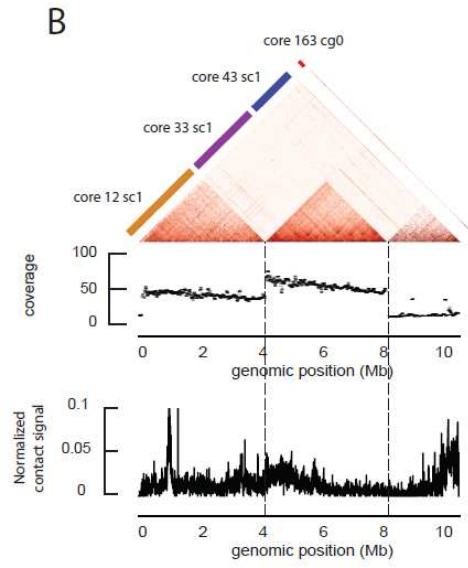 B
core 163 cg0
core 43 sc1
core 33 sc1
core 12 sc1
100
50
0
coverage
0 2 4 6 8 10
genomic position (Mb)
0.1
0.05
0
Normalized
contact signal
0 2 4 6 8 10
genomic position (Mb)